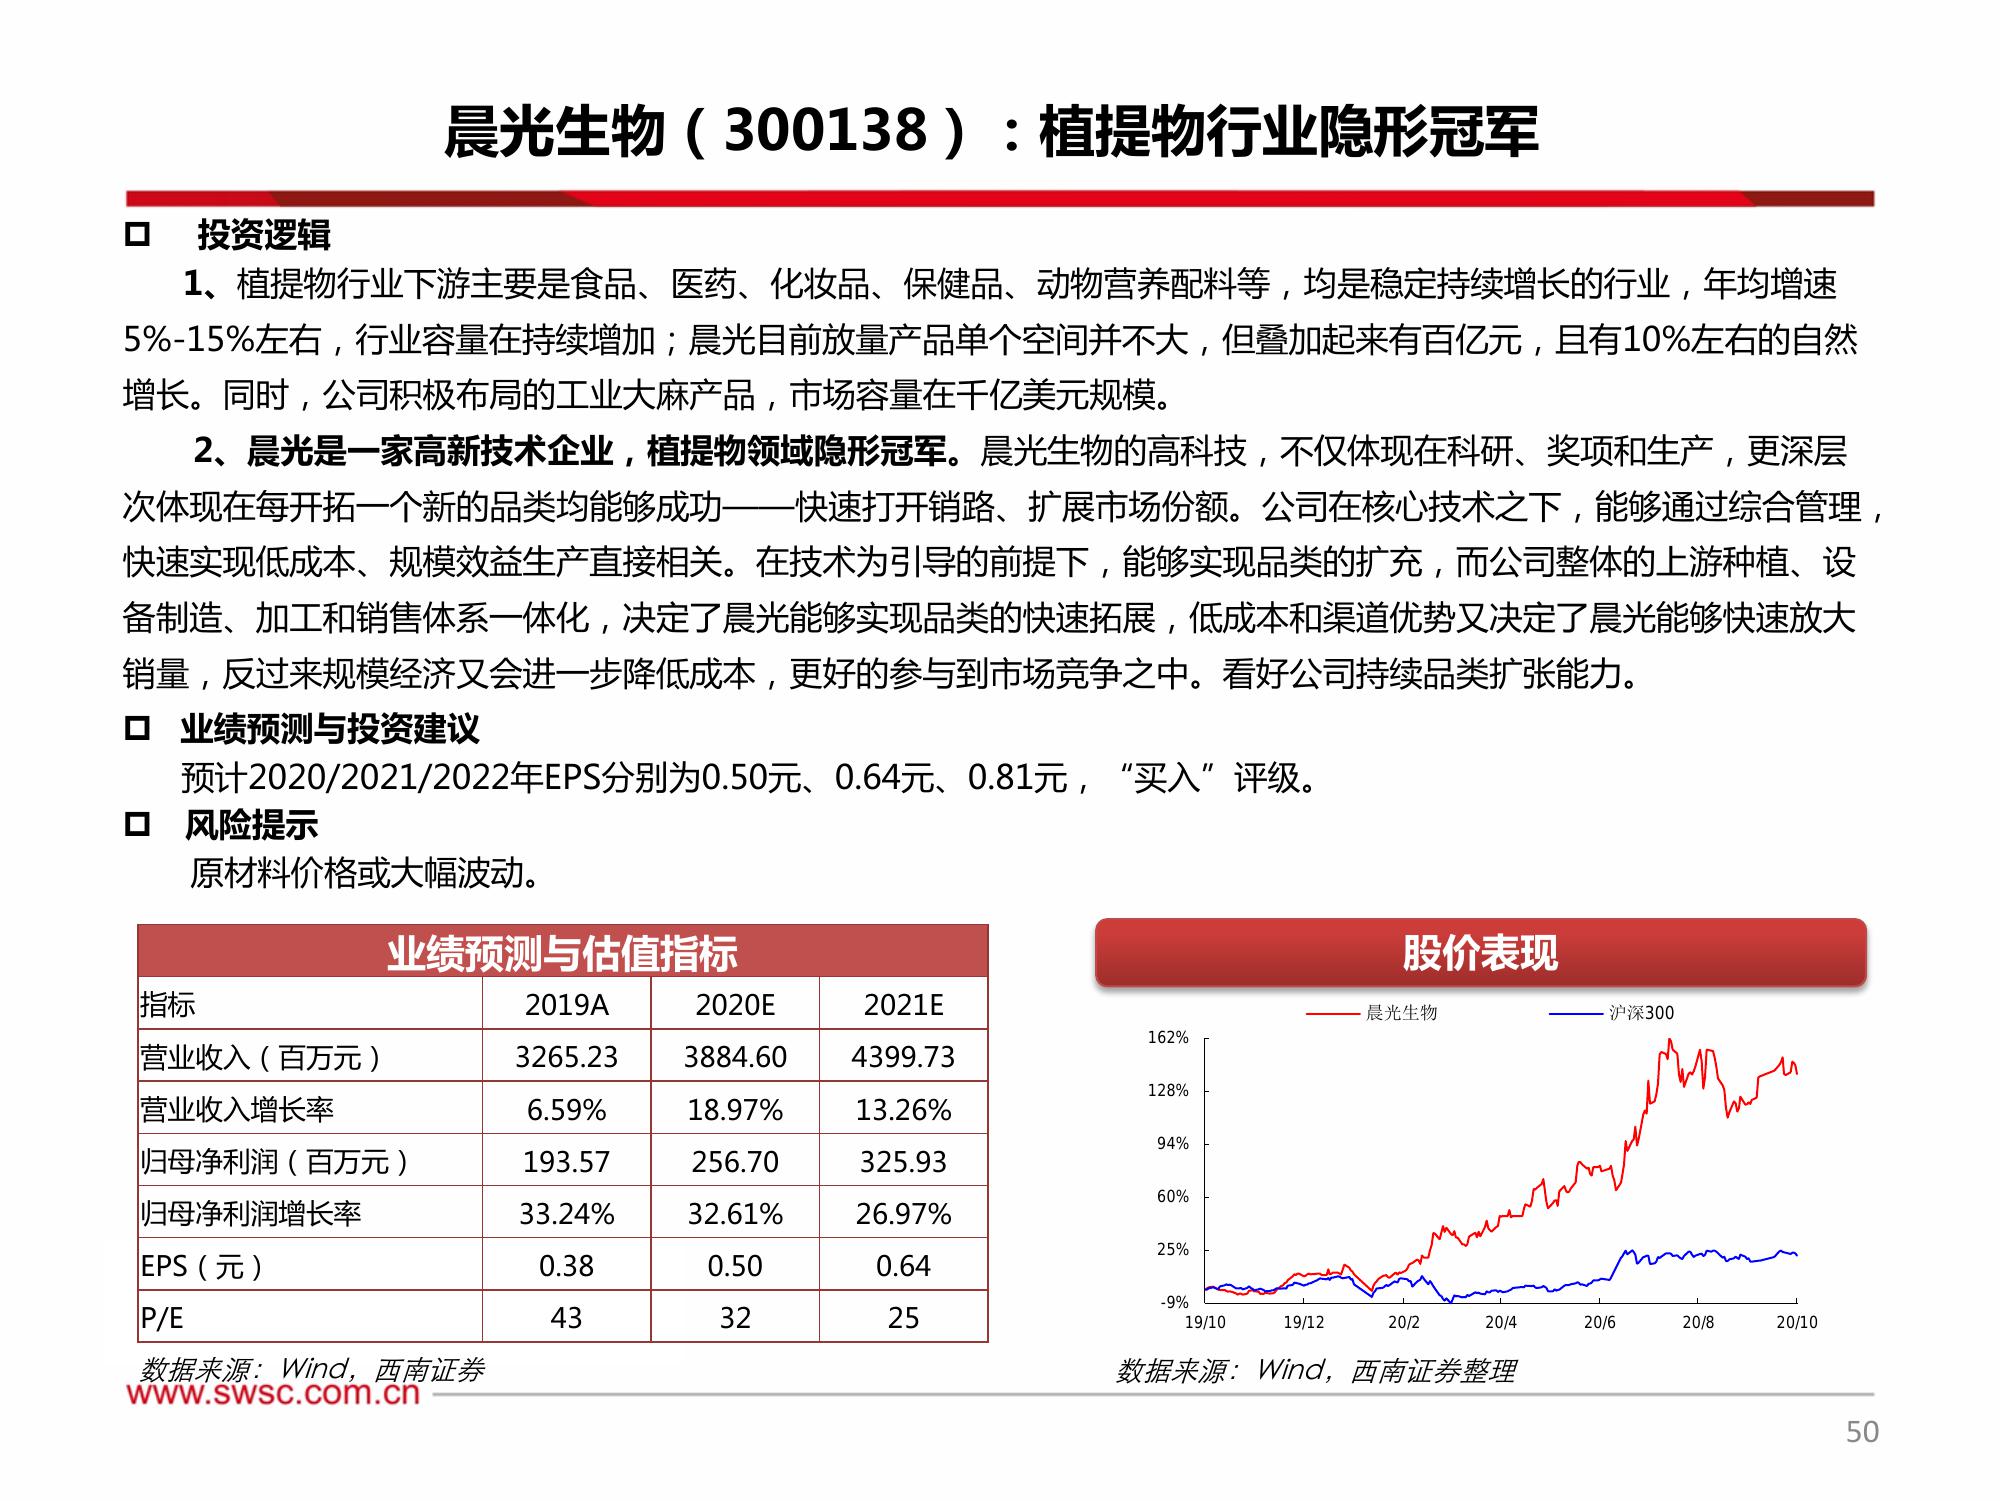 晨光生物（300138）：植提物行业隐形冠军
投资逻辑
1、植提物行业下游主要是食品、医药、化妆品、保健品、动物营养配料等，均是稳定持续增长的行业，年均增速
5%-15%左右，行业容量在持续增加；晨光目前放量产品单个空间并不大，但叠加起来有百亿元，且有10%左右的自然
增长。同时，公司积极布局的工业大麻产品，市场容量在千亿美元规模。
2、晨光是一家高新技术企业，植提物领域隐形冠军。晨光生物的高科技，不仅体现在科研、奖项和生产，更深层
次体现在每开拓一个新的品类均能够成功——快速打开销路、扩展市场份额。公司在核心技术之下，能够通过综合管理，
快速实现低成本、规模效益生产直接相关。在技术为引导的前提下，能够实现品类的扩充，而公司整体的上游种植、设
备制造、加工和销售体系一体化，决定了晨光能够实现品类的快速拓展，低成本和渠道优势又决定了晨光能够快速放大
销量，反过来规模经济又会进一步降低成本，更好的参与到市场竞争之中。看好公司持续品类扩张能力。
业绩预测与投资建议
预计2020/2021/2022年EPS分别为0.50元、0.64元、0.81元，“买入”评级。
风险提示
原材料价格或大幅波动。
业绩预测与估值指标
指标 2019A 2020E 2021E
营业收入（百万元） 3265.23 3884.60 4399.73
营业收入增长率 6.59% 18.97% 13.26%
归母净利润（百万元） 193.57 256.70 325.93
归母净利润增长率 33.24% 32.61% 26.97%
EPS（元） 0.38 0.50 0.64
P/E 43 32 25
数据来源：Wind，西南证券
股价表现
晨光生物 沪深300
162%
128%
94%
60%
25%
-9%
19/10 19/12 20/2 20/4 20/6 20/8 20/10
数据来源：Wind，西南证券整理
www.swsc.com.cn
50